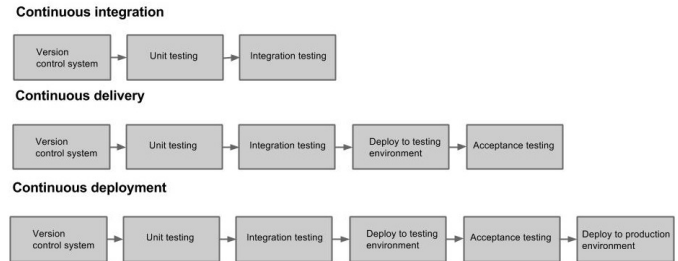 Continuous integration
Version
control system
Unit testing
Integration testing
Continuous delivery
Version
control system
Unit testing
Integration testing
Deploy to testing
environment
Acceptance testing
Continuous deployment
Version
control system
Unit testing
Integration testing
Deploy to testing
environment
Acceptance testing
Deploy to production
environment